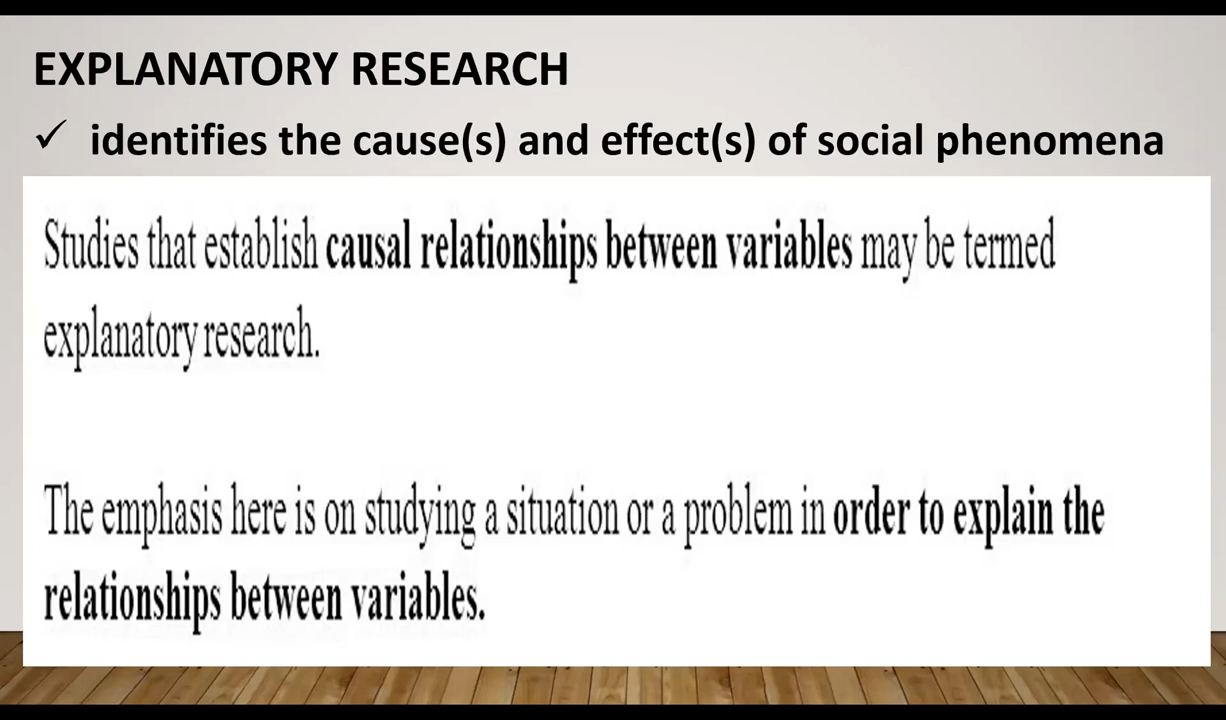 EXPLANATORY RESEARCH
✓ identifies the cause(s) and effect(s) of social phenomena
Studies that establish causal relationships between variables may be termed
explanatory research.
The emphasis here is on studying a situation or a problem in order to explain the
relationships between variables.